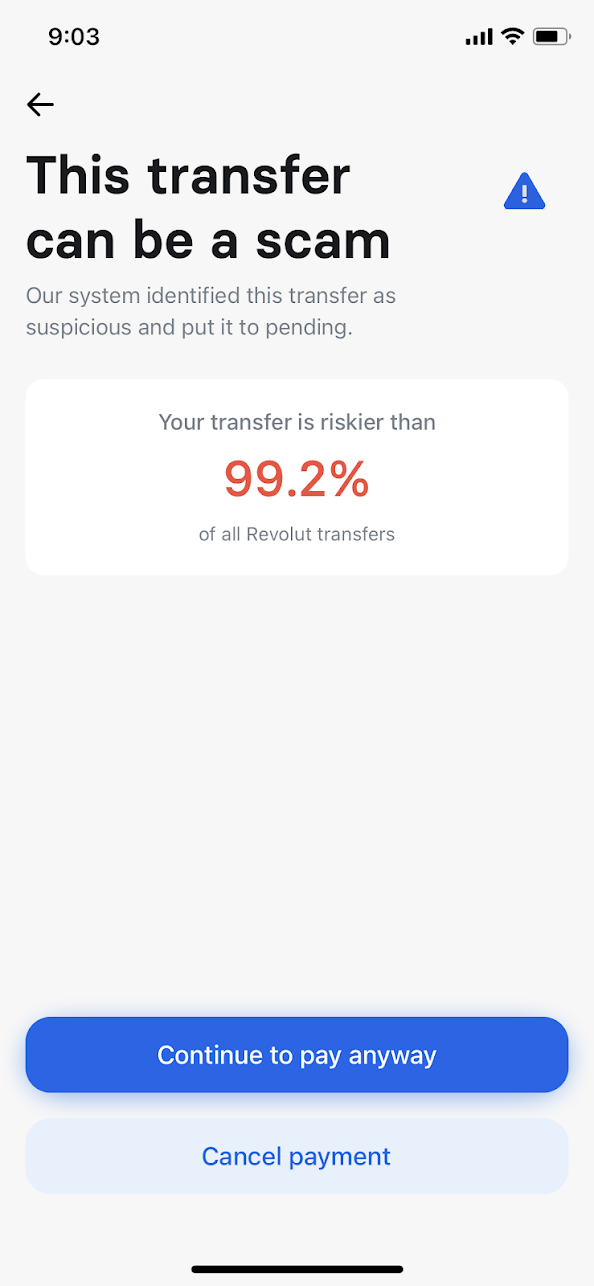 9:03
This transfer
can be a scam
Our system identified this transfer as
suspicious and put it to pending.
Your transfer is riskier than
99.2%
of all Revolut transfers
Continue to pay anyway
Cancel payment